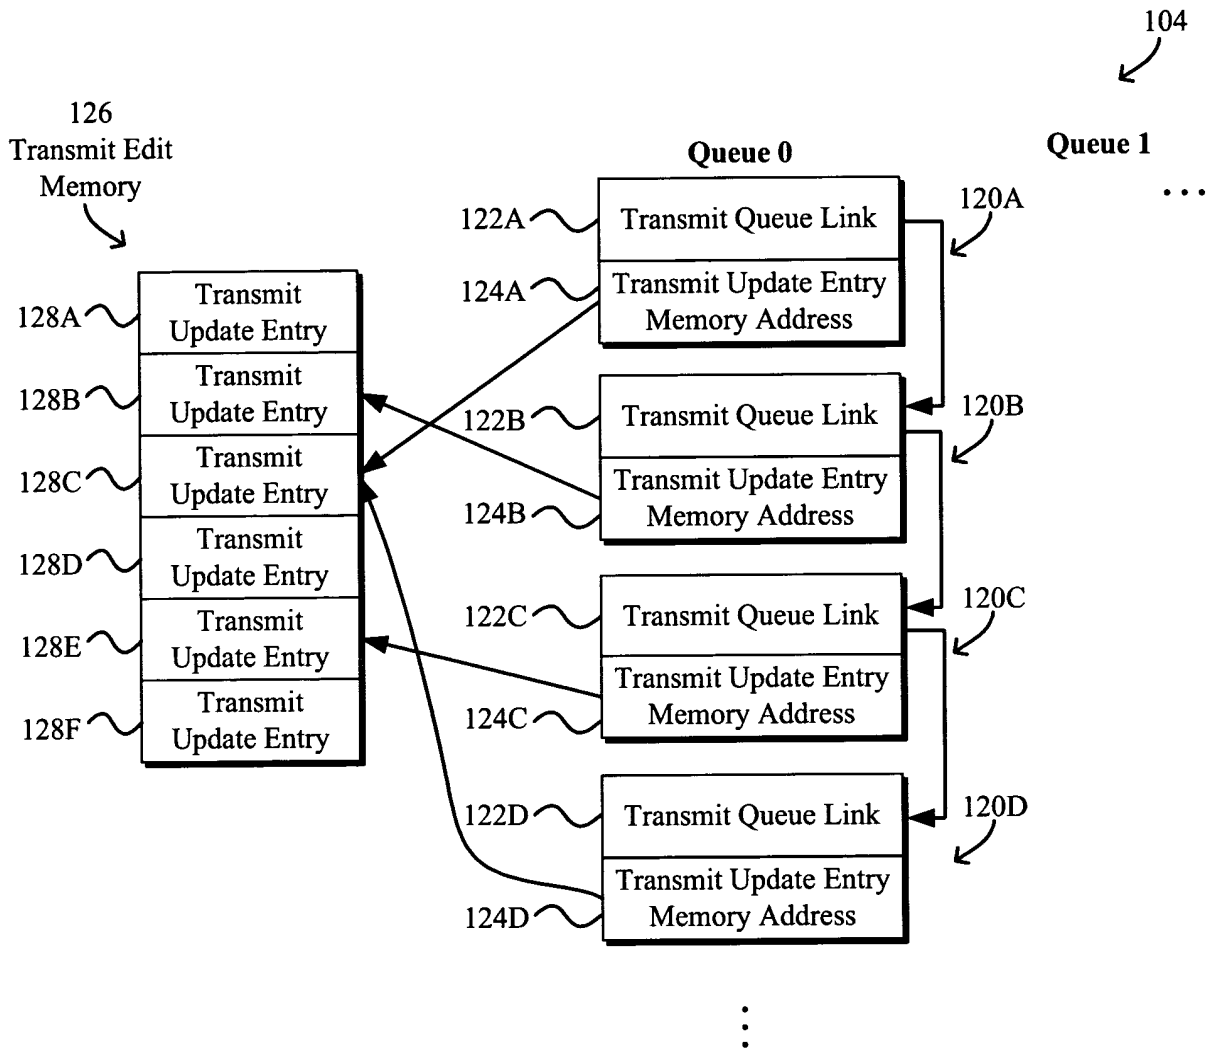 104
126
Transmit Edit
Memory
Queue 0
Queue 1
...
122A
Transmit Queue Link
120A
124A
Transmit Update Entry
Memory Address
128A
Transmit
Update Entry
128B
Transmit
Update Entry
122B
Transmit Queue Link
120B
128C
Transmit
Update Entry
124B
Transmit Update Entry
Memory Address
128D
Transmit
Update Entry
122C
Transmit Queue Link
120C
128E
Transmit
Update Entry
124C
Transmit Update Entry
Memory Address
128F
Transmit
Update Entry
122D
Transmit Queue Link
120D
124D
Transmit Update Entry
Memory Address